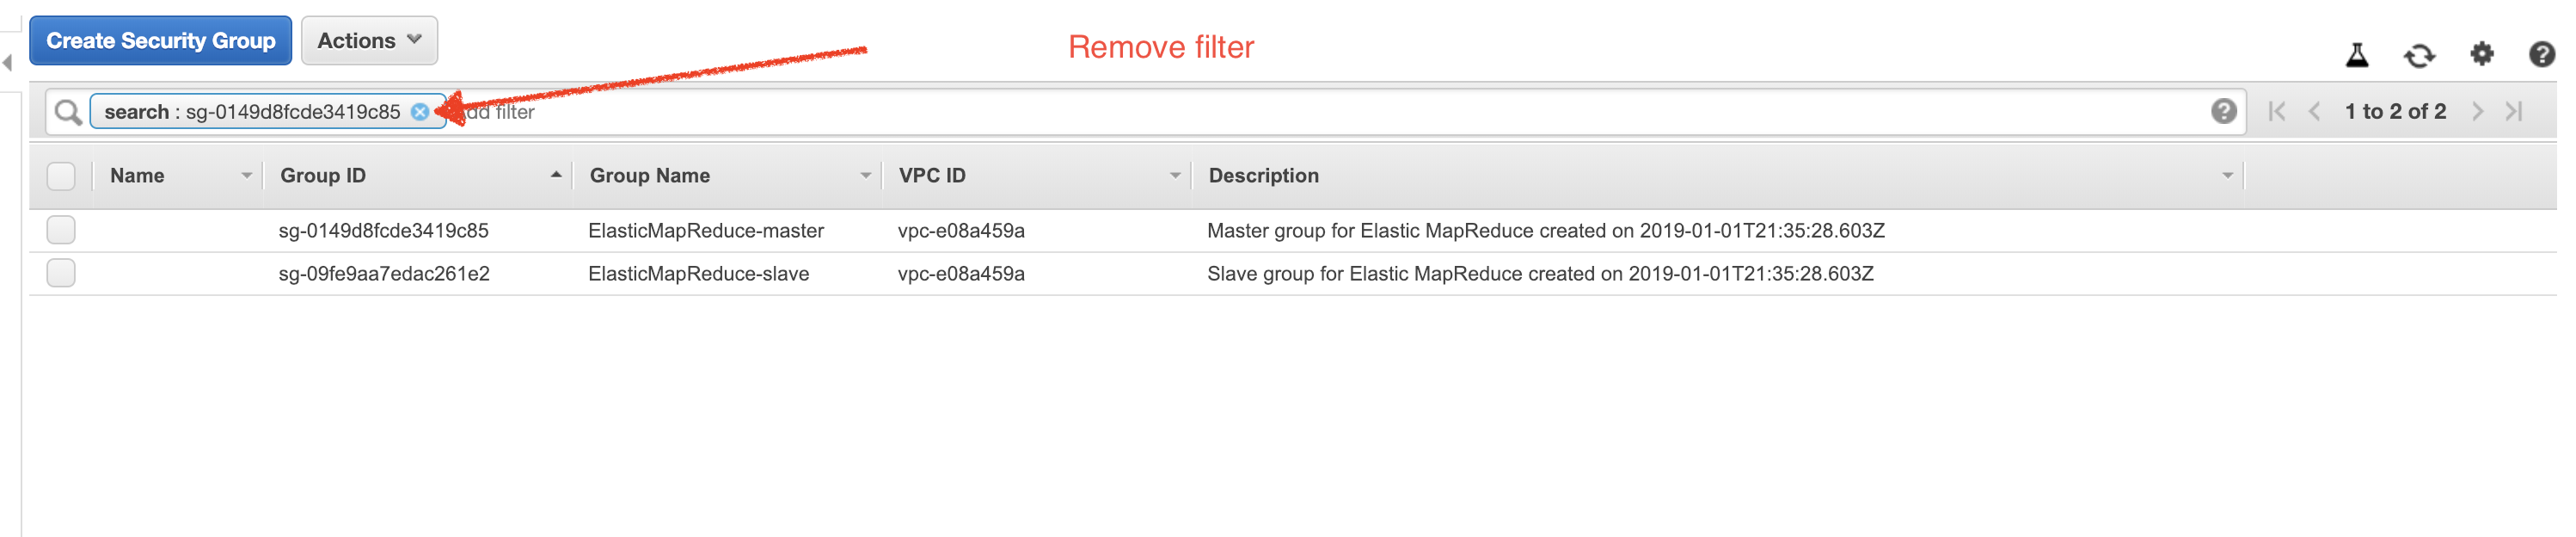 Create Security Group Actions Remove filter
search : sg-0149d8fcde3419c85 dd filter 1 to 2 of 2
Name Group ID Group Name VPC ID Description
sg-0149d8fcde3419c85 ElasticMapReduce-master vpc-e08a459a Master group for Elastic MapReduce created on 2019-01-01T21:35:28.603Z
sg-09fe9aa7edac261e2 ElasticMapReduce-slave vpc-e08a459a Slave group for Elastic MapReduce created on 2019-01-01T21:35:28.603Z